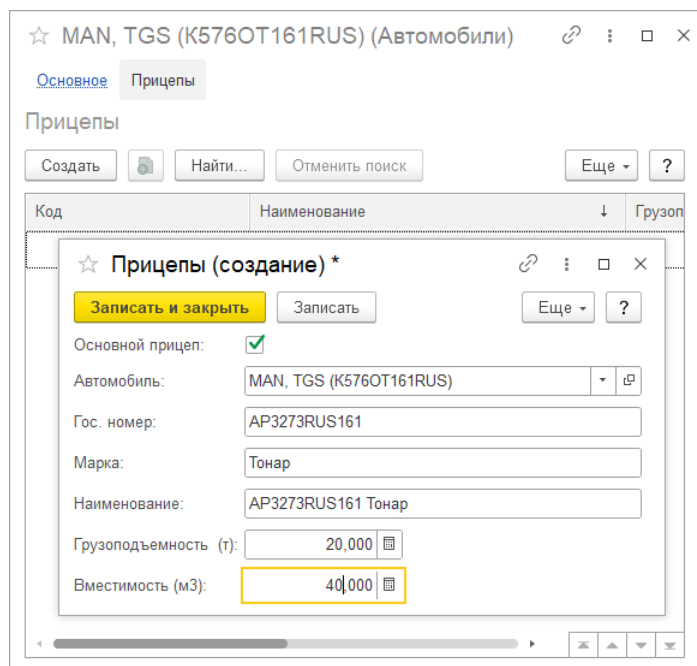 MAN, TGS (К576ОТ161RUS) (Автомобили)
Основное Прицепы
Прицепы
Создать Найти... Отменить поиск Еще ?
Код Наименование ↓ Грузоп
Прицепы (создание) *
Записать и закрыть Записать Еще ?
Основной прицеп:
Автомобиль: MAN, TGS (К576ОТ161RUS)
Гос. номер: АР3273RUS161
Марка: Тонар
Наименование: АР3273RUS161 Тонар
Грузоподъемность (т): 20,000
Вместимость (м3): 40,000